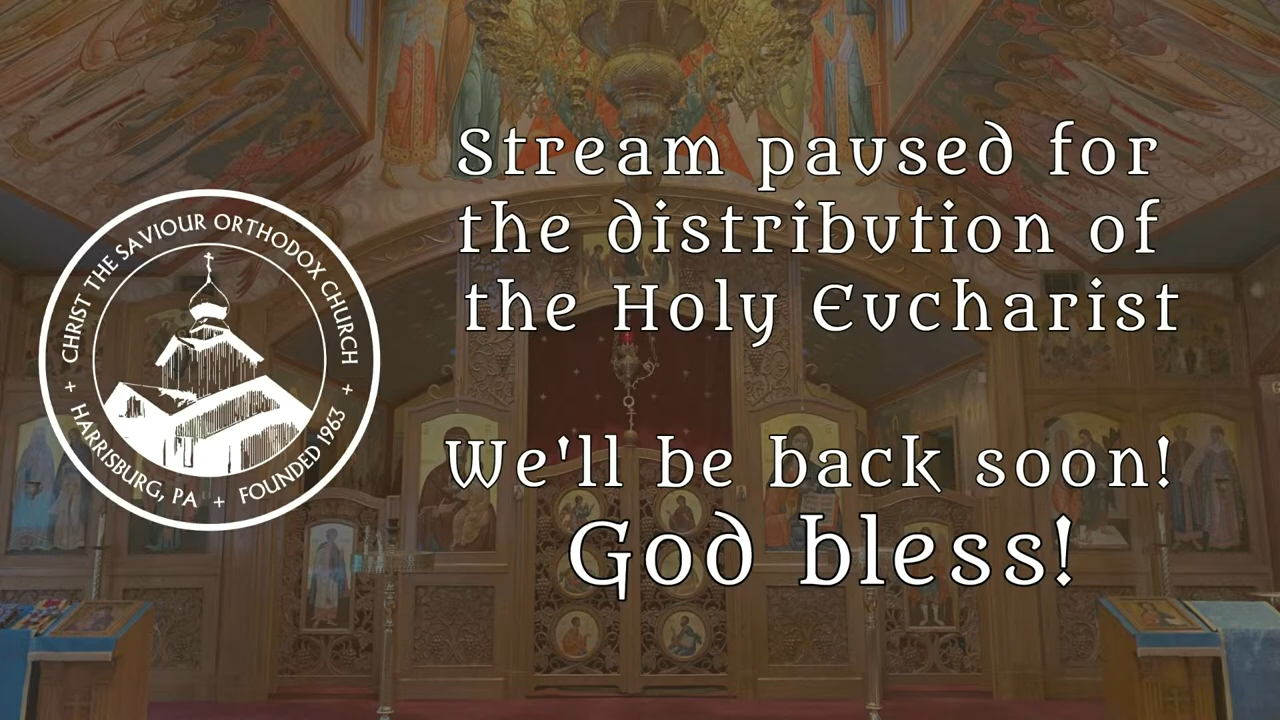 CHRIST THE SAVIOUR ORTHODOX CHURCH
+ HARRISBURG, PA + FOUNDED 1963 +
Stream paused for
the distribution of
the Holy Eucharist
We'll be back soon!
God bless!